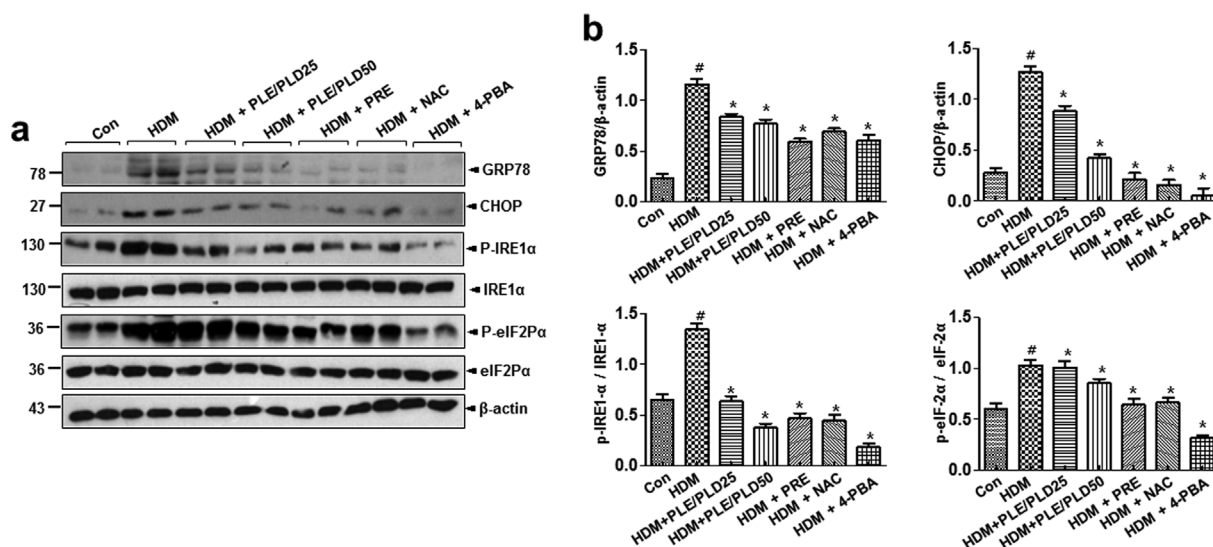 a
Con
HDM
HDM + PLE/PLD25
HDM + PLE/PLD50
HDM + PRE
HDM + NAC
HDM + 4-PBA
78
GRP78
27
CHOP
130
P-IRE1α
130
IRE1α
36
P-eIF2Pα
36
eIF2Pα
43
β-actin
b
GRP78/β-actin
1.5
1.0
0.5
0.0
#
*
*
*
*
*
Con
HDM
HDM+PLE/PLD25
HDM+PLE/PLD50
HDM + PRE
HDM + NAC
HDM + 4-PBA
CHOP/β-actin
1.5
1.0
0.5
0.0
#
*
*
*
*
*
Con
HDM
HDM+PLE/PLD25
HDM+PLE/PLD50
HDM + PRE
HDM + NAC
HDM + 4-PBA
p-IRE1-α / IRE1-α
1.5
1.0
0.5
0.0
#
*
*
*
*
*
Con
HDM
HDM+PLE/PLD25
HDM+PLE/PLD50
HDM + PRE
HDM + NAC
HDM + 4-PBA
p-eIF-2α / eIF-2α
1.5
1.0
0.5
0.0
#
*
*
*
*
*
Con
HDM
HDM+PLE/PLD25
HDM+PLE/PLD50
HDM + PRE
HDM + NAC
HDM + 4-PBA